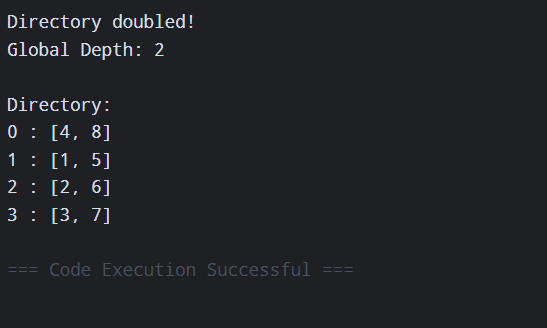 Directory doubled!
Global Depth: 2
Directory:
0 : [4, 8]
1 : [1, 5]
2 : [2, 6]
3 : [3, 7]
=== Code Execution Successful ===